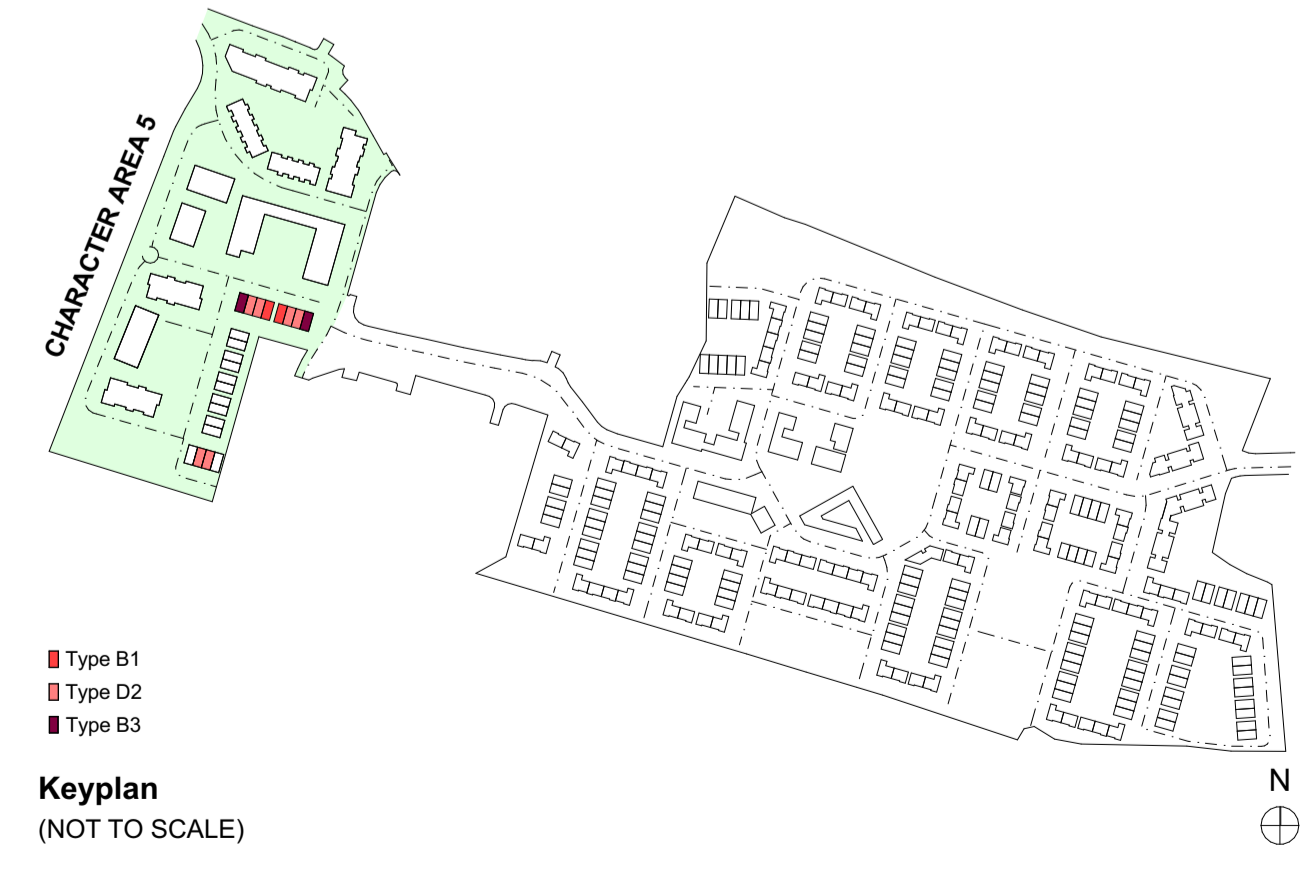 CHARACTER AREA 5
Type B1
Type D2
Type B3
Keyplan
(NOT TO SCALE)
N